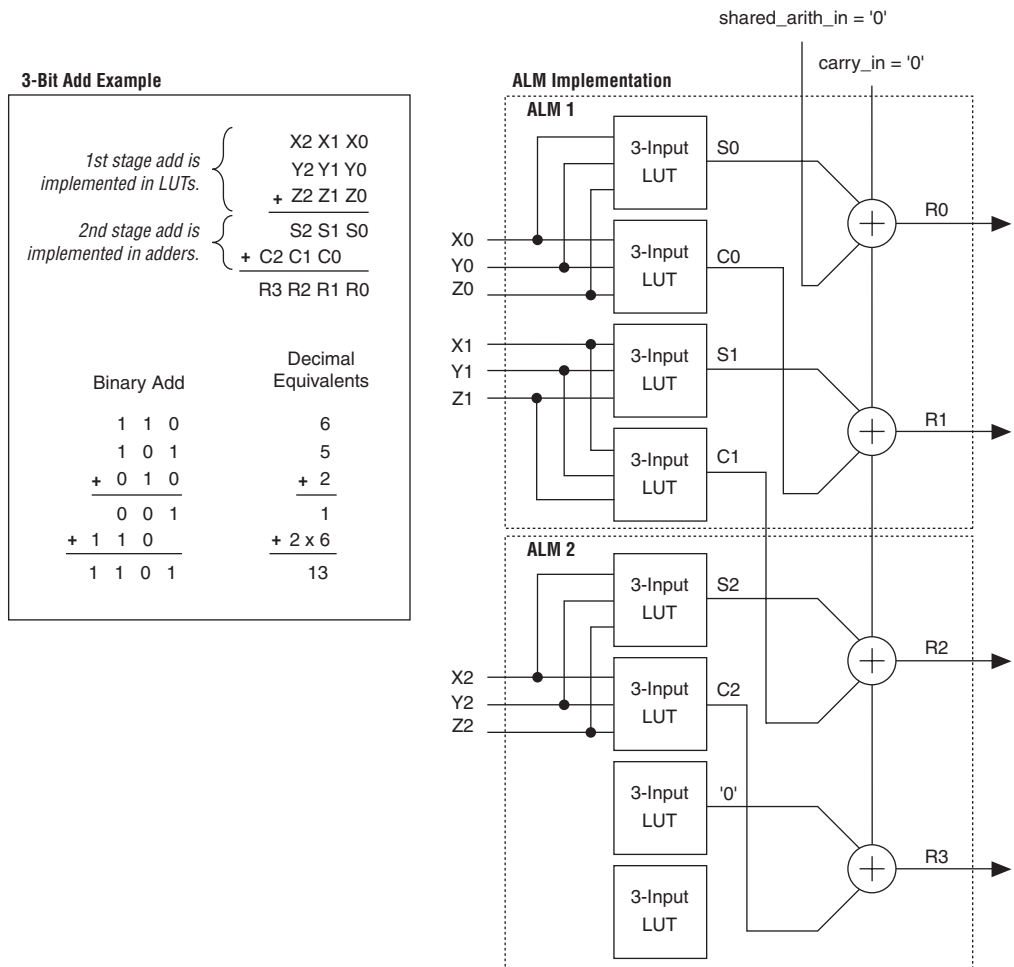 shared_arith_in = '0'
carry_in = '0'
3-Bit Add Example
1st stage add is
implemented in LUTs.
X2 X1 X0
Y2 Y1 Y0
+ Z2 Z1 Z0
2nd stage add is
implemented in adders.
S2 S1 S0
+ C2 C1 C0
R3 R2 R1 R0
Binary Add
1 1 0
1 0 1
+ 0 1 0
0 0 1
+ 1 1 0
1 1 0 1
Decimal
Equivalents
6
5
+ 2
1
+ 2 x 6
13
ALM Implementation
ALM 1
3-Input
LUT
S0
R0
X0
Y0
Z0
3-Input
LUT
C0
X1
Y1
Z1
3-Input
LUT
S1
R1
3-Input
LUT
C1
ALM 2
3-Input
LUT
S2
R2
X2
Y2
Z2
3-Input
LUT
C2
3-Input
LUT
'0'
R3
3-Input
LUT